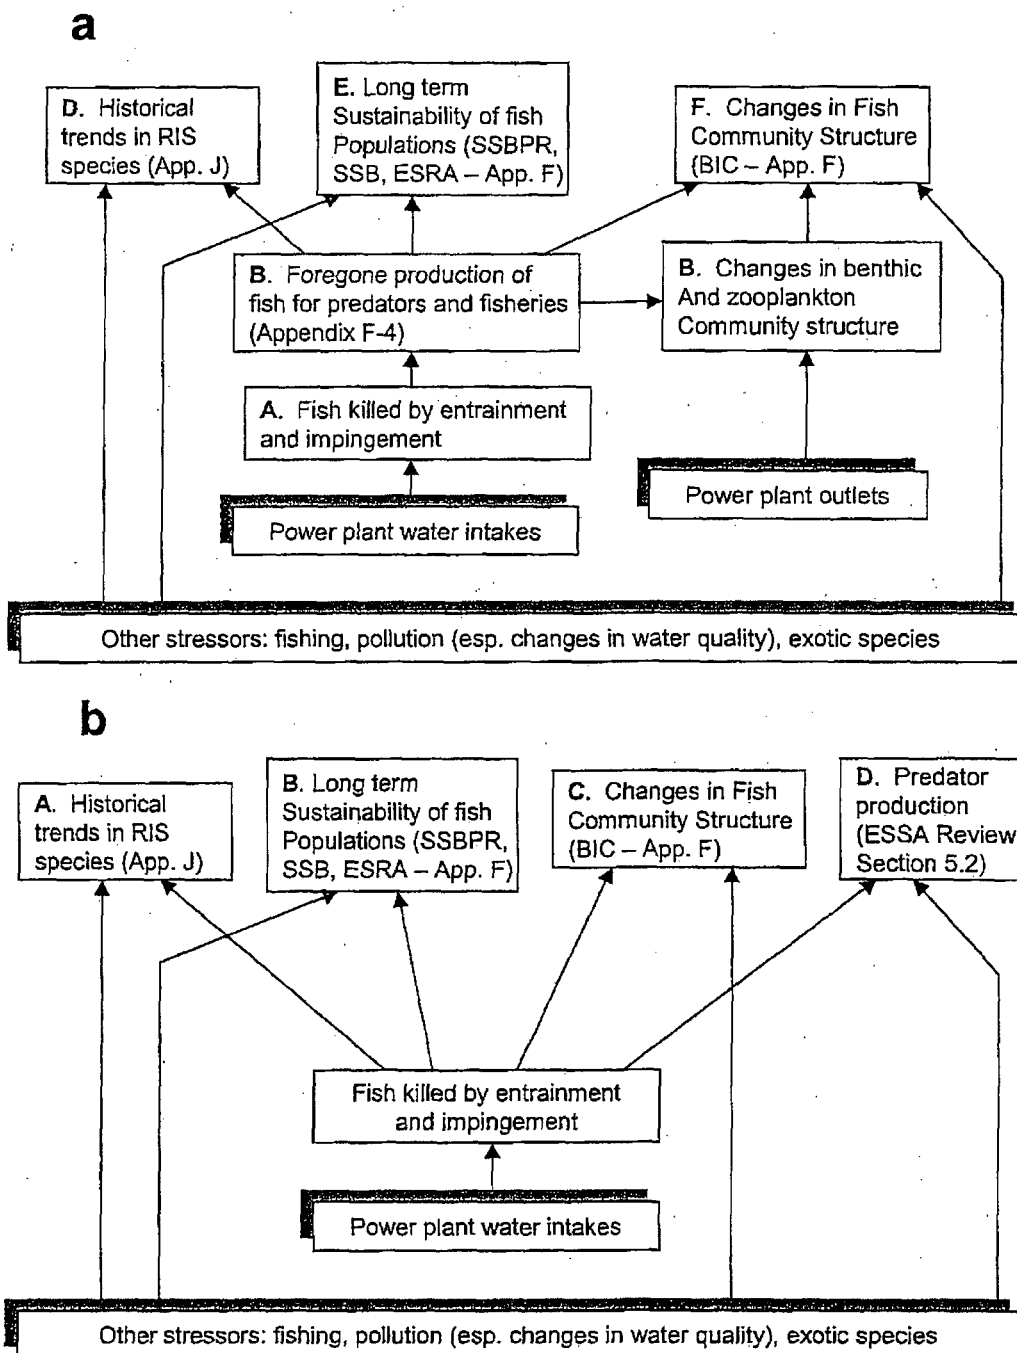 a
D. Historical
trends in RIS
species (App. J)
E. Long term
Sustainability of fish
Populations (SSBPR,
SSB, ESRA – App. F)
F. Changes in Fish
Community Structure
(BIC – App. F)
B. Foregone production of
fish for predators and fisheries
(Appendix F-4)
B. Changes in benthic
And zooplankton
Community structure
A. Fish killed by entrainment
and impingement
Power plant water intakes
Power plant outlets
Other stressors: fishing, pollution (esp. changes in water quality), exotic species
b
A. Historical
trends in RIS
species (App. J)
B. Long term
Sustainability of fish
Populations (SSBPR,
SSB, ESRA – App. F)
C. Changes in Fish
Community Structure
(BIC – App. F)
D. Predator
production
(ESSA Review
Section 5.2)
Fish killed by entrainment
and impingement
Power plant water intakes
Other stressors: fishing, pollution (esp. changes in water quality), exotic species